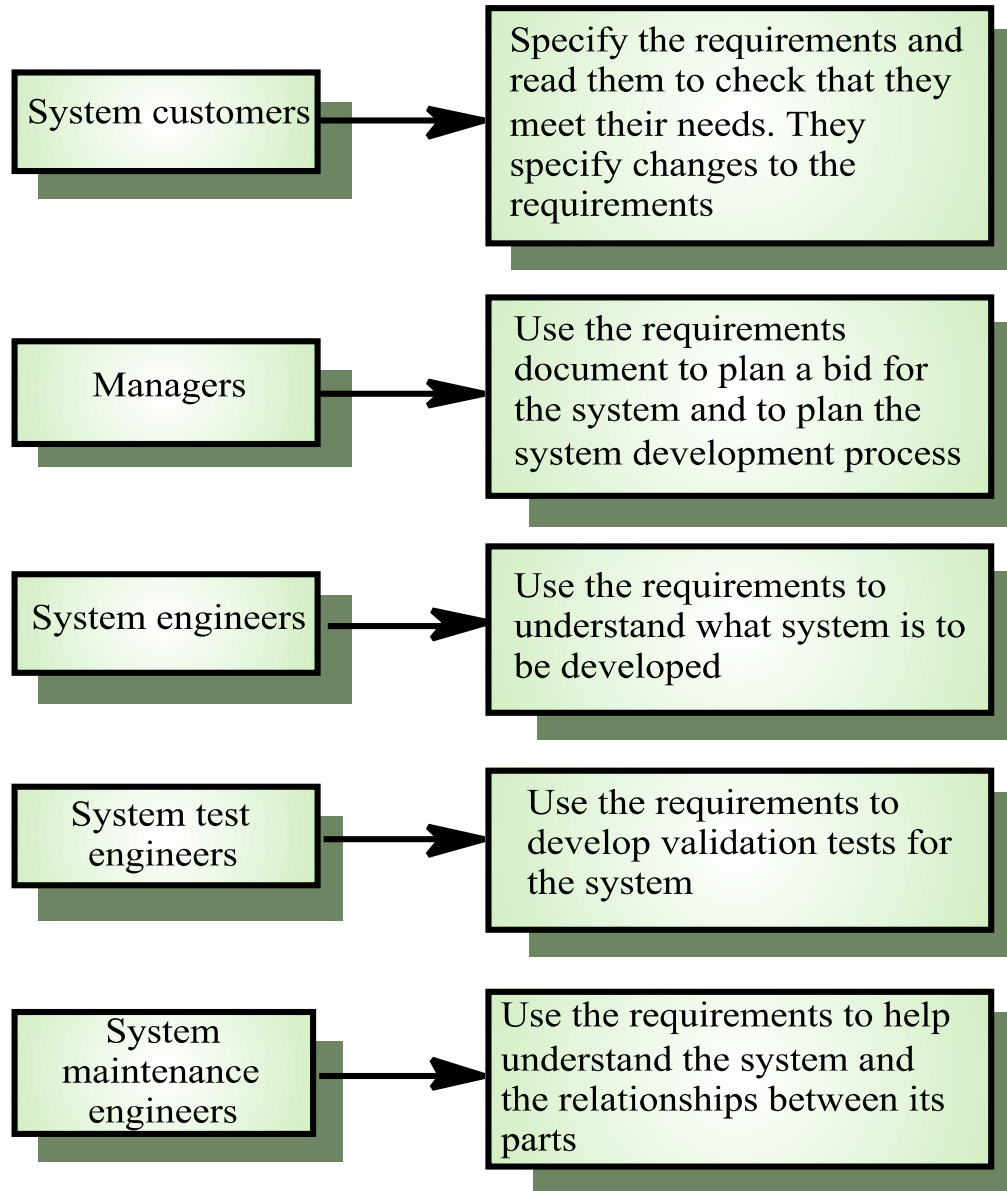 System customers
Specify the requirements and
read them to check that they
meet their needs. They
specify changes to the
requirements
Managers
Use the requirements
document to plan a bid for
the system and to plan the
system development process
System engineers
Use the requirements to
understand what system is to
be developed
System test
engineers
Use the requirements to
develop validation tests for
the system
System
maintenance
engineers
Use the requirements to help
understand the system and
the relationships between its
parts